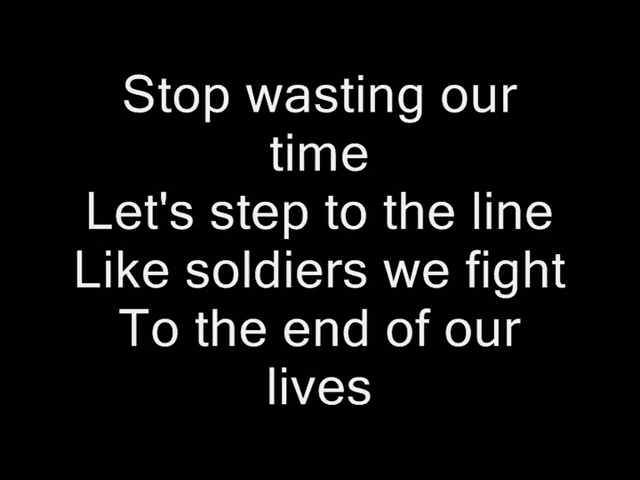 Stop wasting our
time
Let's step to the line
Like soldiers we fight
To the end of our
lives